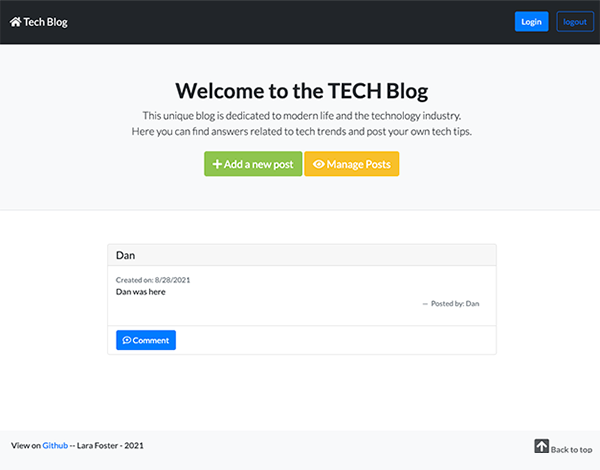 Tech Blog Login logout
Welcome to the TECH Blog
This unique blog is dedicated to modern life and the technology industry.
Here you can find answers related to tech trends and post your own tech tips.
Add a new post Manage Posts
Dan
Created on: 8/28/2021
Dan was here
— Posted by: Dan
Comment
View on Github -- Lara Foster - 2021 Back to top